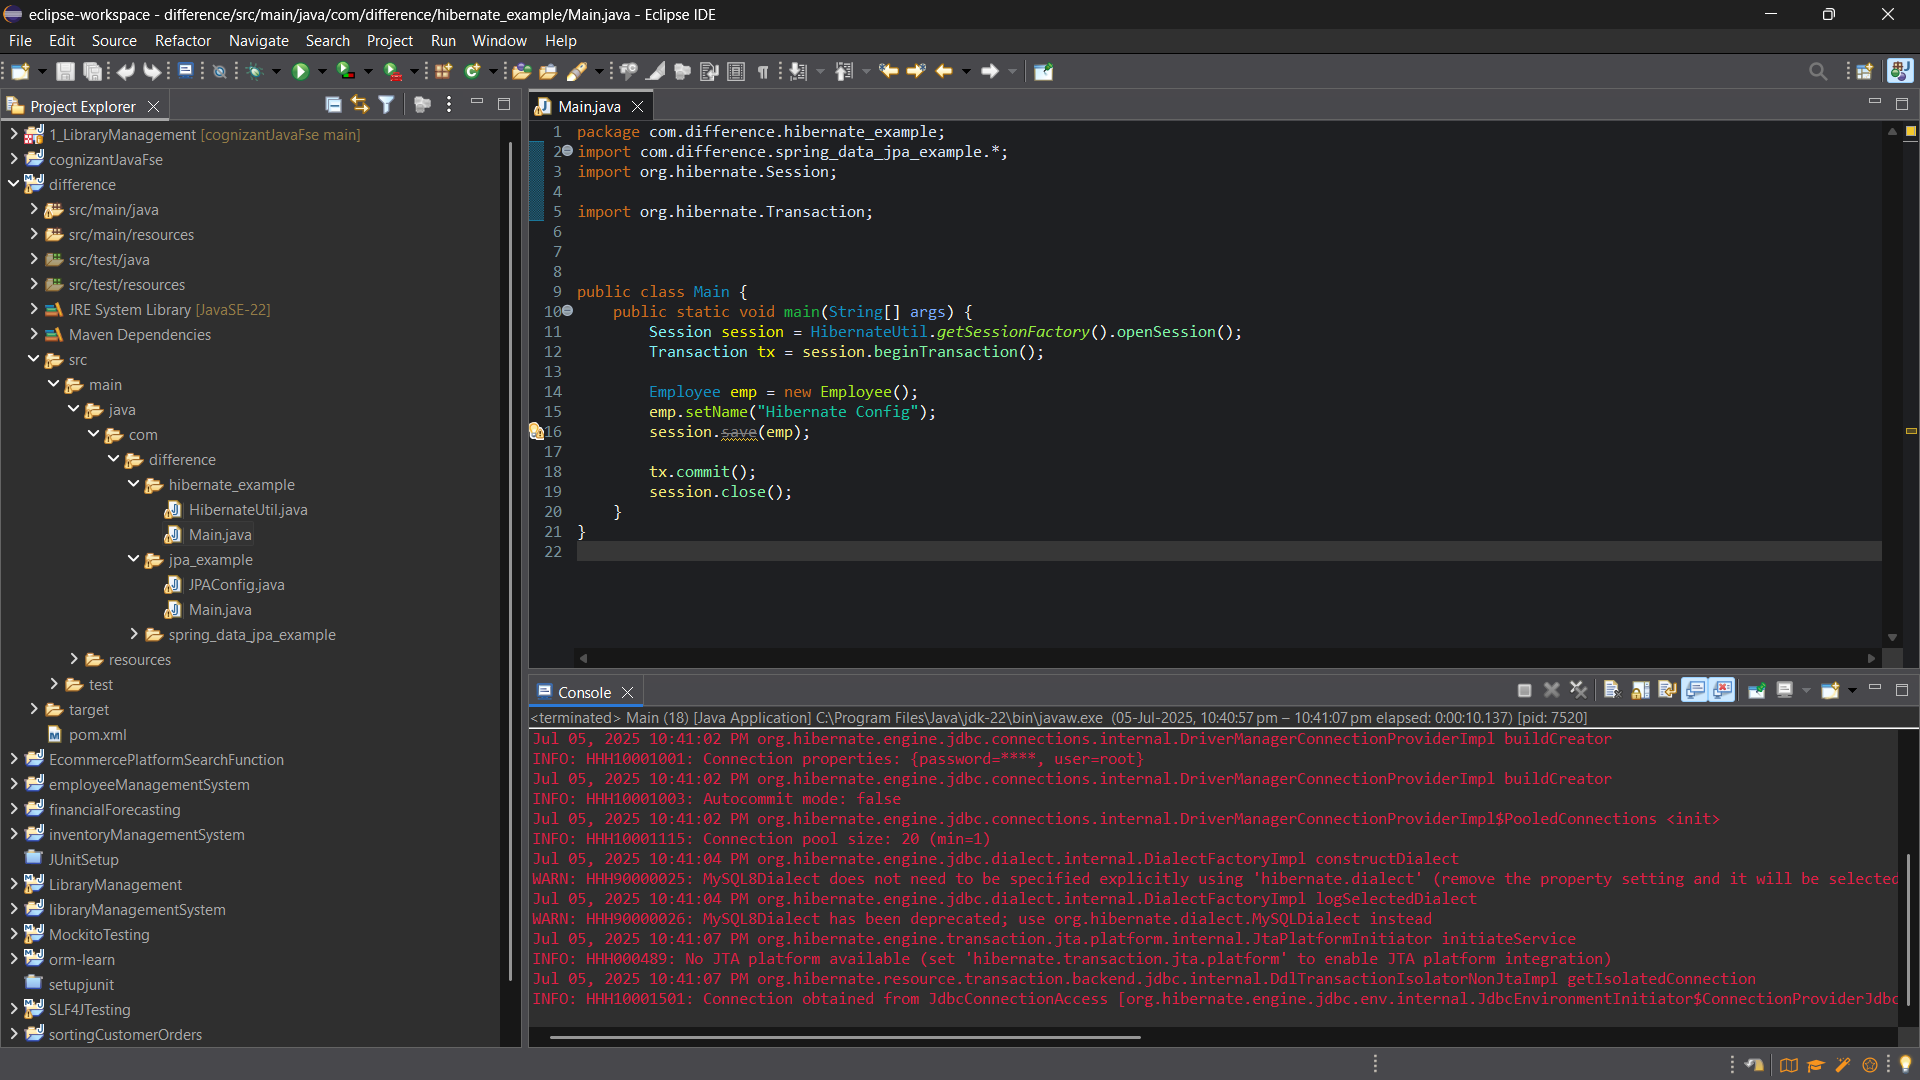 eclipse-workspace - difference/src/main/java/com/difference/hibernate_example/Main.java - Eclipse IDE
File Edit Source Refactor Navigate Search Project Run Window Help
Project Explorer
1_LibraryManagement [cognizantJavaFse main]
cognizantJavaFse
difference
src/main/java
src/main/resources
src/test/java
src/test/resources
JRE System Library [JavaSE-22]
Maven Dependencies
src
main
java
com
difference
hibernate_example
HibernateUtil.java
Main.java
jpa_example
JPAConfig.java
Main.java
spring_data_jpa_example
resources
test
target
pom.xml
EcommercePlatformSearchFunction
employeeManagementSystem
financialForecasting
inventoryManagementSystem
JUnitSetup
LibraryManagement
libraryManagementSystem
MockitoTesting
orm-learn
setupjunit
SLF4JTesting
sortingCustomerOrders
Main.java
1 package com.difference.hibernate_example;
2 import com.difference.spring_data_jpa_example.*;
3 import org.hibernate.Session;
4
5 import org.hibernate.Transaction;
6
7
8
9 public class Main {
10 public static void main(String[] args) {
11 Session session = HibernateUtil.getSessionFactory().openSession();
12 Transaction tx = session.beginTransaction();
13
14 Employee emp = new Employee();
15 emp.setName("Hibernate Config");
16 session.save(emp);
17
18 tx.commit();
19 session.close();
20 }
21 }
22
Console
<terminated> Main (18) [Java Application] C:\Program Files\Java\jdk-22\bin\javaw.exe (05-Jul-2025, 10:40:57 pm – 10:41:07 pm elapsed: 0:00:10.137) [pid: 7520]
Jul 05, 2025 10:41:02 PM org.hibernate.engine.jdbc.connections.internal.DriverManagerConnectionProviderImpl buildCreator
INFO: HHH10001001: Connection properties: {password=****, user=root}
Jul 05, 2025 10:41:02 PM org.hibernate.engine.jdbc.connections.internal.DriverManagerConnectionProviderImpl buildCreator
INFO: HHH10001003: Autocommit mode: false
Jul 05, 2025 10:41:02 PM org.hibernate.engine.jdbc.connections.internal.DriverManagerConnectionProviderImpl$PooledConnections <init>
INFO: HHH10001115: Connection pool size: 20 (min=1)
Jul 05, 2025 10:41:04 PM org.hibernate.engine.jdbc.dialect.internal.DialectFactoryImpl constructDialect
WARN: HHH90000025: MySQL8Dialect does not need to be specified explicitly using 'hibernate.dialect' (remove the property setting and it will be selected
Jul 05, 2025 10:41:04 PM org.hibernate.engine.jdbc.dialect.internal.DialectFactoryImpl logSelectedDialect
WARN: HHH90000026: MySQL8Dialect has been deprecated; use org.hibernate.dialect.MySQLDialect instead
Jul 05, 2025 10:41:07 PM org.hibernate.engine.transaction.jta.platform.internal.JtaPlatformInitiator initiateService
INFO: HHH000489: No JTA platform available (set 'hibernate.transaction.jta.platform' to enable JTA platform integration)
Jul 05, 2025 10:41:07 PM org.hibernate.resource.transaction.backend.jdbc.internal.DdlTransactionIsolatorNonJtaImpl getIsolatedConnection
INFO: HHH10001501: Connection obtained from JdbcConnectionAccess [org.hibernate.engine.jdbc.env.internal.JdbcEnvironmentInitiator$ConnectionProviderJdbc